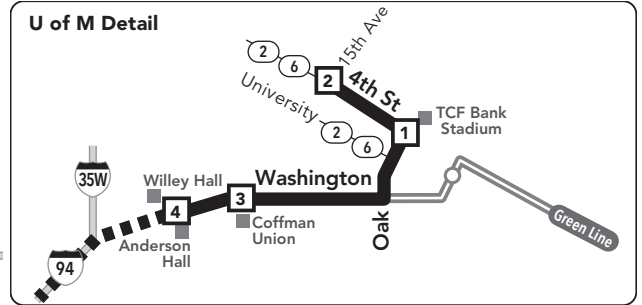 U of M Detail
15th Ave
2
6
2
4th St
University
2
6
1
TCF Bank
Stadium
35W
Willey Hall
Washington
4
3
Anderson
Hall
Coffman
Union
Oak
Green Line
94